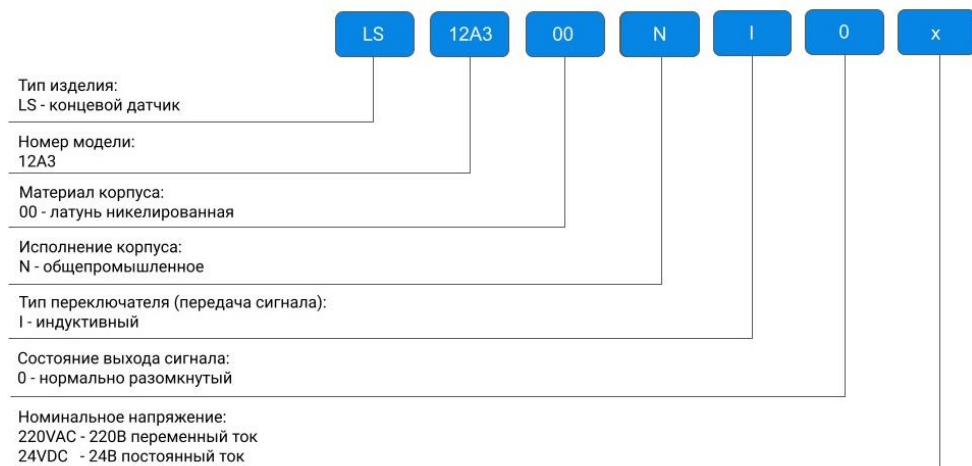 LS 12A3 00 N I 0 x
Тип изделия:
LS - концевой датчик
Номер модели:
12А3
Материал корпуса:
00 - латунь никелированная
Исполнение корпуса:
N - общепромышленное
Тип переключателя (передача сигнала):
I - индуктивный
Состояние выхода сигнала:
0 - нормально разомкнутый
Номинальное напряжение:
220VAC - 220В переменный ток
24VDC - 24В постоянный ток